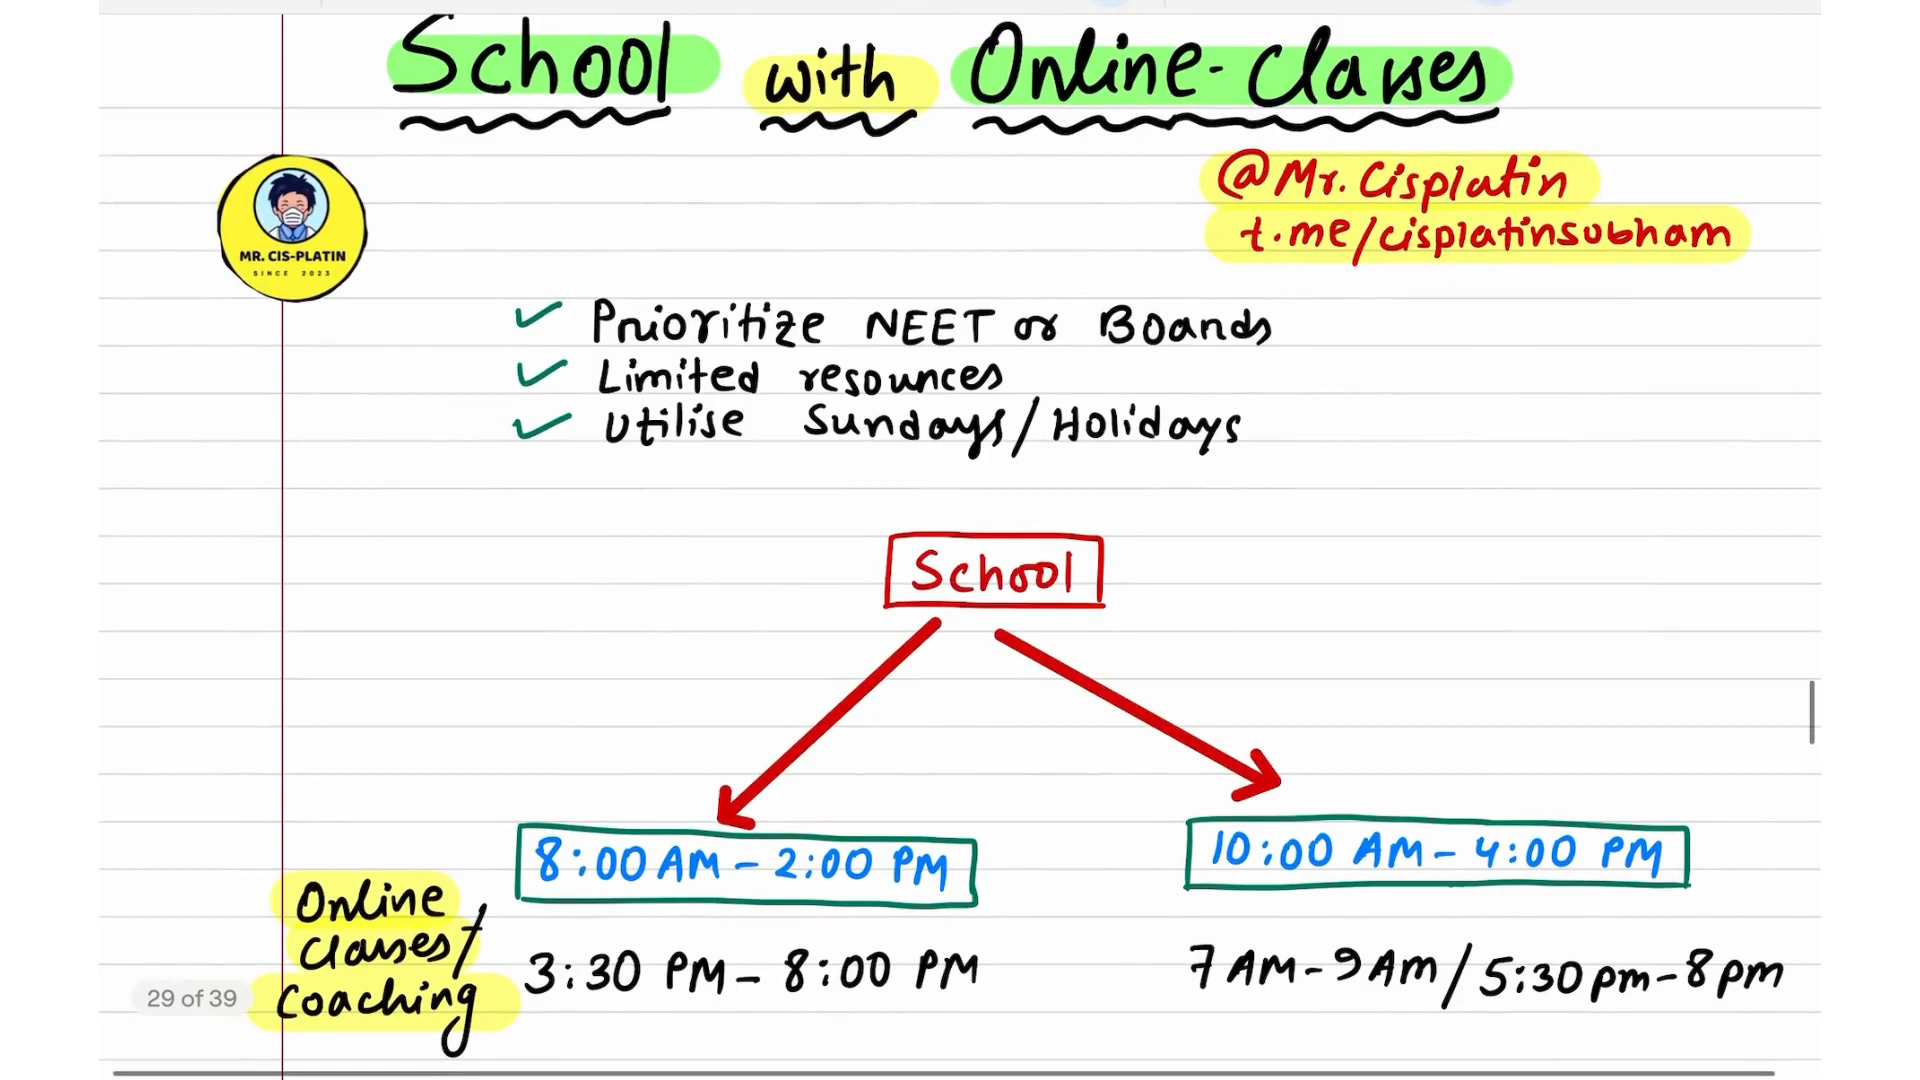 School with Online-Classes
@Mr. Cisplatin
t.me/cisplatinsubham
MR. CIS-PLATIN
SINCE 2023
✓ Prioritize NEET or Boards
✓ Limited resources
✓ Utilise Sundays/Holidays
School
8:00 AM - 2:00 PM
10:00 AM - 4:00 PM
Online Classes/ Coaching
3:30 PM - 8:00 PM
7 AM - 9 Am / 5:30 pm - 8 pm
29 of 39